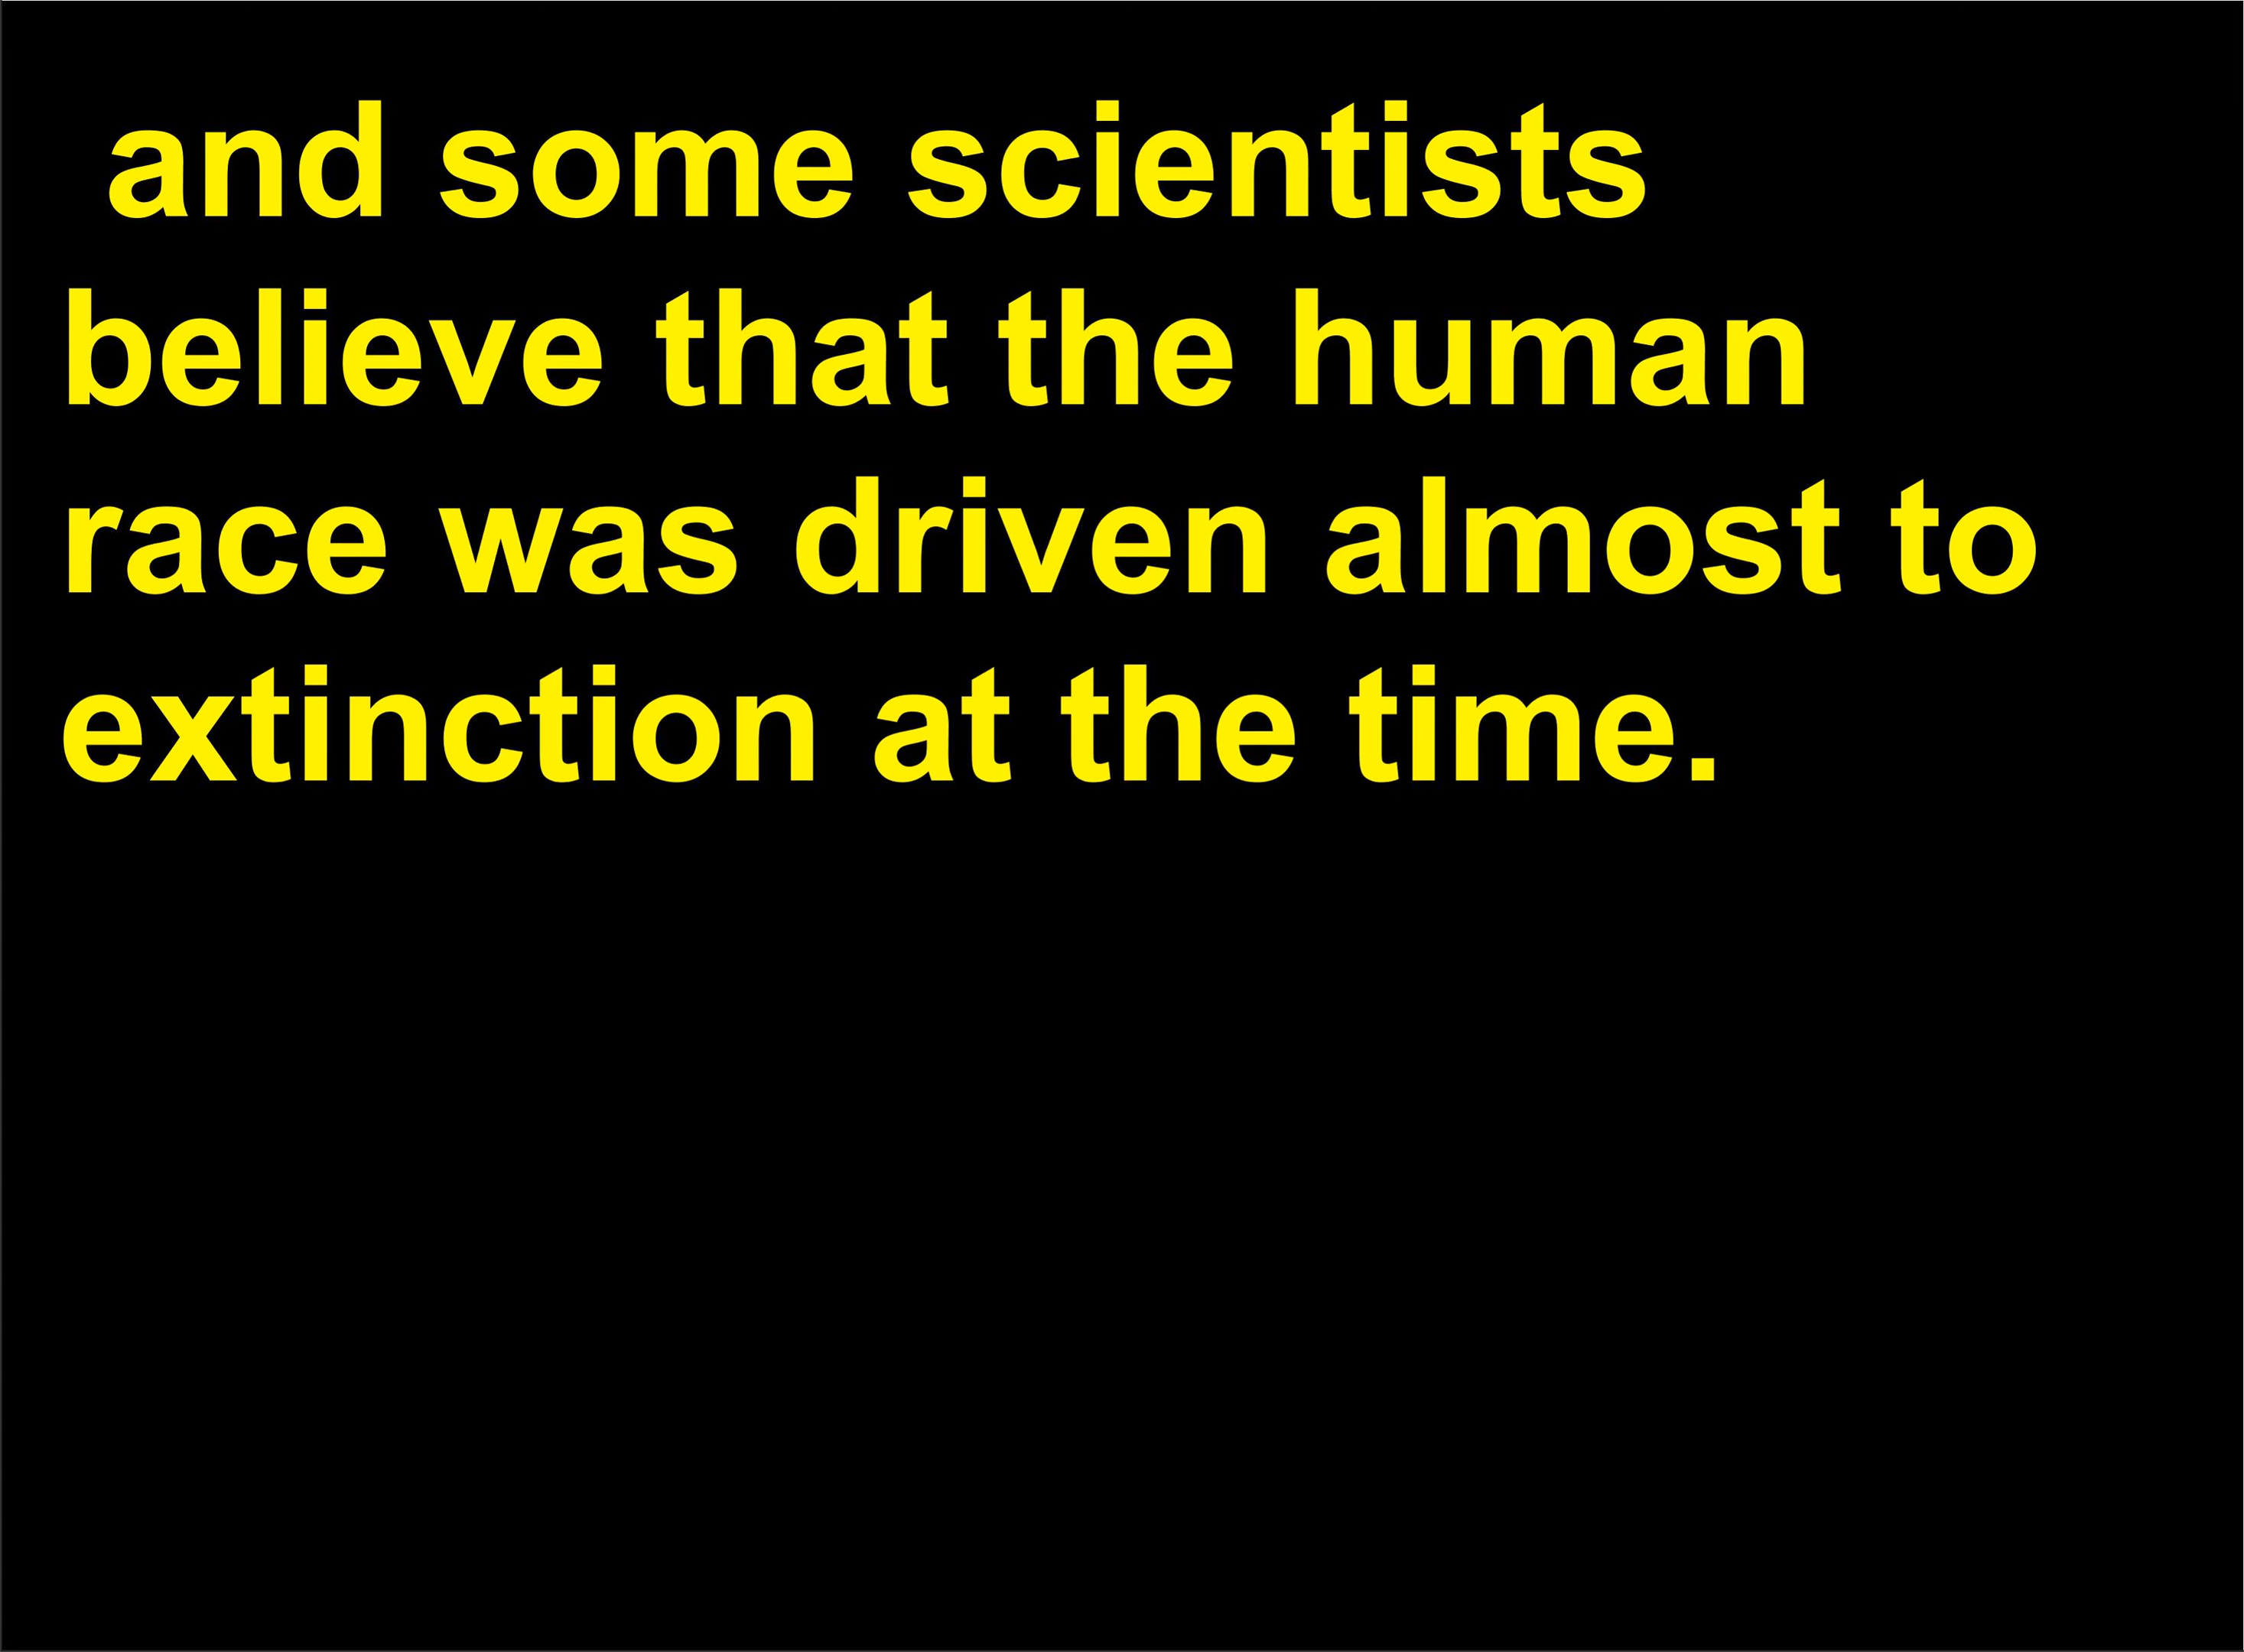 and some scientists
believe that the human
race was driven almost to
extinction at the time.